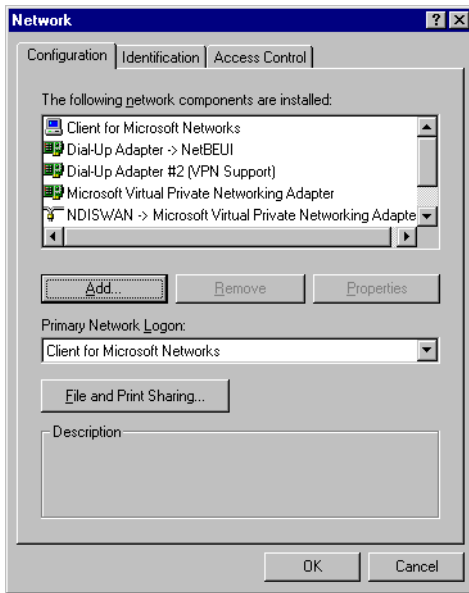 Network
Configuration Identification Access Control
The following network components are installed:
Client for Microsoft Networks
Dial-Up Adapter -> NetBEUI
Dial-Up Adapter #2 (VPN Support)
Microsoft Virtual Private Networking Adapter
NDISWAN -> Microsoft Virtual Private Networking Adapte
Add... Remove Properties
Primary Network Logon:
Client for Microsoft Networks
File and Print Sharing...
Description
OK Cancel